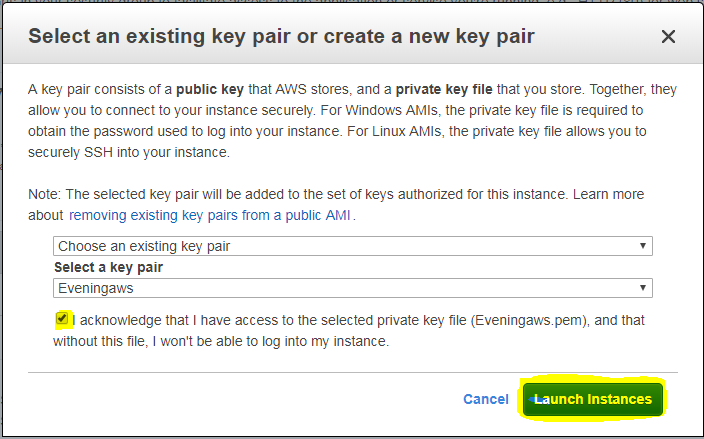 Select an existing key pair or create a new key pair
A key pair consists of a public key that AWS stores, and a private key file that you store. Together, they
allow you to connect to your instance securely. For Windows AMIs, the private key file is required to
obtain the password used to log into your instance. For Linux AMIs, the private key file allows you to
securely SSH into your instance.
Note: The selected key pair will be added to the set of keys authorized for this instance. Learn more
about removing existing key pairs from a public AMI.
Choose an existing key pair
Select a key pair
Eveningaws
I acknowledge that I have access to the selected private key file (Eveningaws.pem), and that
without this file, I won't be able to log into my instance.
Cancel Launch Instances